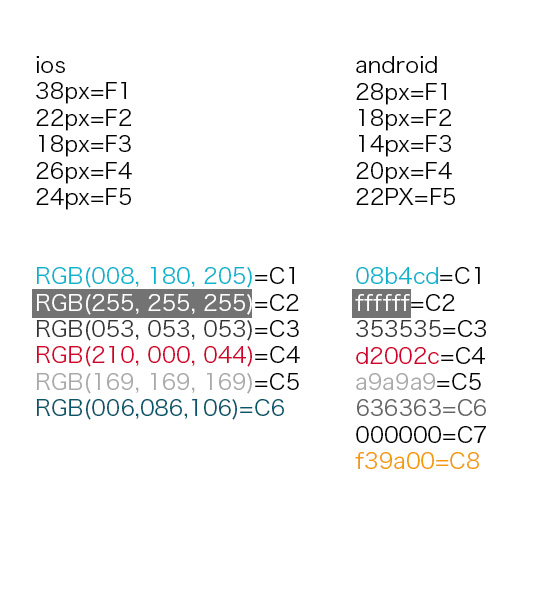 ios
38px=F1
22px=F2
18px=F3
26px=F4
24px=F5
RGB(008, 180, 205)=C1
RGB(255, 255, 255)=C2
RGB(053, 053, 053)=C3
RGB(210, 000, 044)=C4
RGB(169, 169, 169)=C5
RGB(006,086,106)=C6
android
28px=F1
18px=F2
14px=F3
20px=F4
22PX=F5
08b4cd=C1
ffffff=C2
353535=C3
d2002c=C4
a9a9a9=C5
636363=C6
000000=C7
f39a00=C8